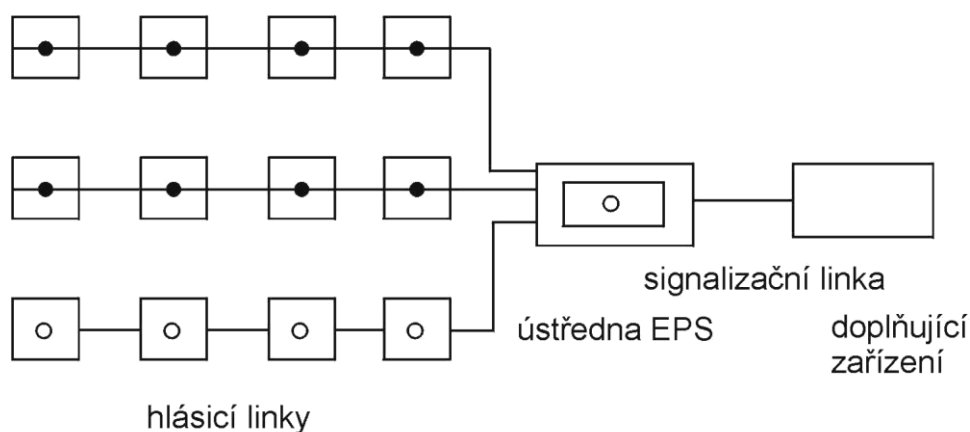 signalizační linka
ústředna EPS
doplňující
zařízení
hlásicí linky